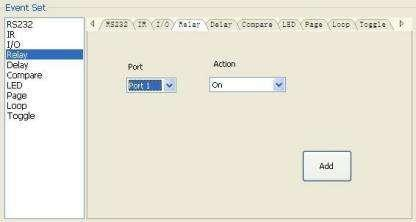 Event Set
RS232
IR
I/O
Relay
Delay
Compare
LED
Page
Loop
Toggle
RS232 IR I/O Relay Delay Compare LED Page Loop Toggle
Port Action
Port 1 On
Add